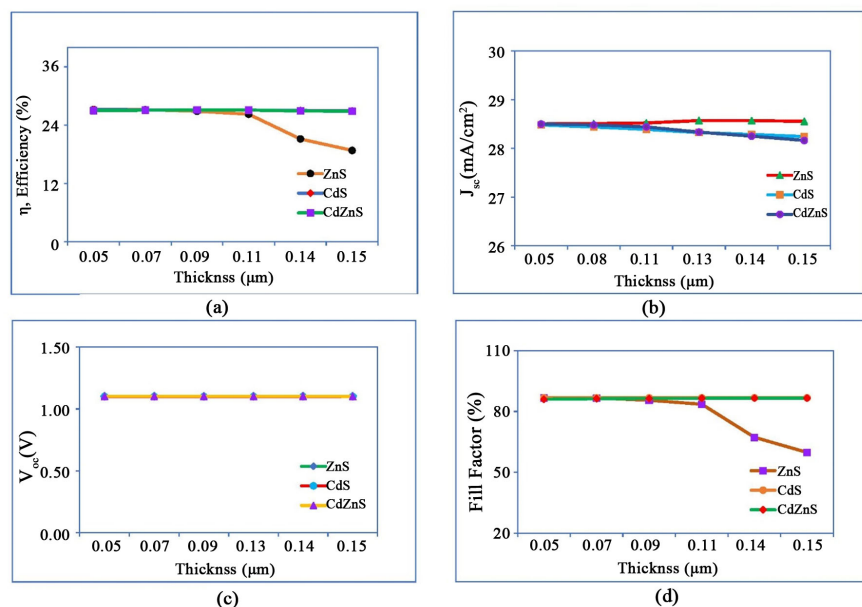 36
24
12
0
η, Efficiency (%)
ZnS
CdS
CdZnS
0.05 0.07 0.09 0.11 0.14 0.15
Thicknss (µm)
(a)
30
29
28
27
26
Jsc(mA/cm²)
ZnS
CdS
CdZnS
0.05 0.08 0.11 0.13 0.14 0.15
Thicknss (µm)
(b)
1.50
1.00
0.50
0.00
Voc(V)
ZnS
CdS
CdZnS
0.05 0.07 0.09 0.13 0.14 0.15
Thicknss (µm)
(c)
110
80
50
20
Fill Factor (%)
ZnS
CdS
CdZnS
0.05 0.07 0.09 0.11 0.14 0.15
Thicknss (µm)
(d)